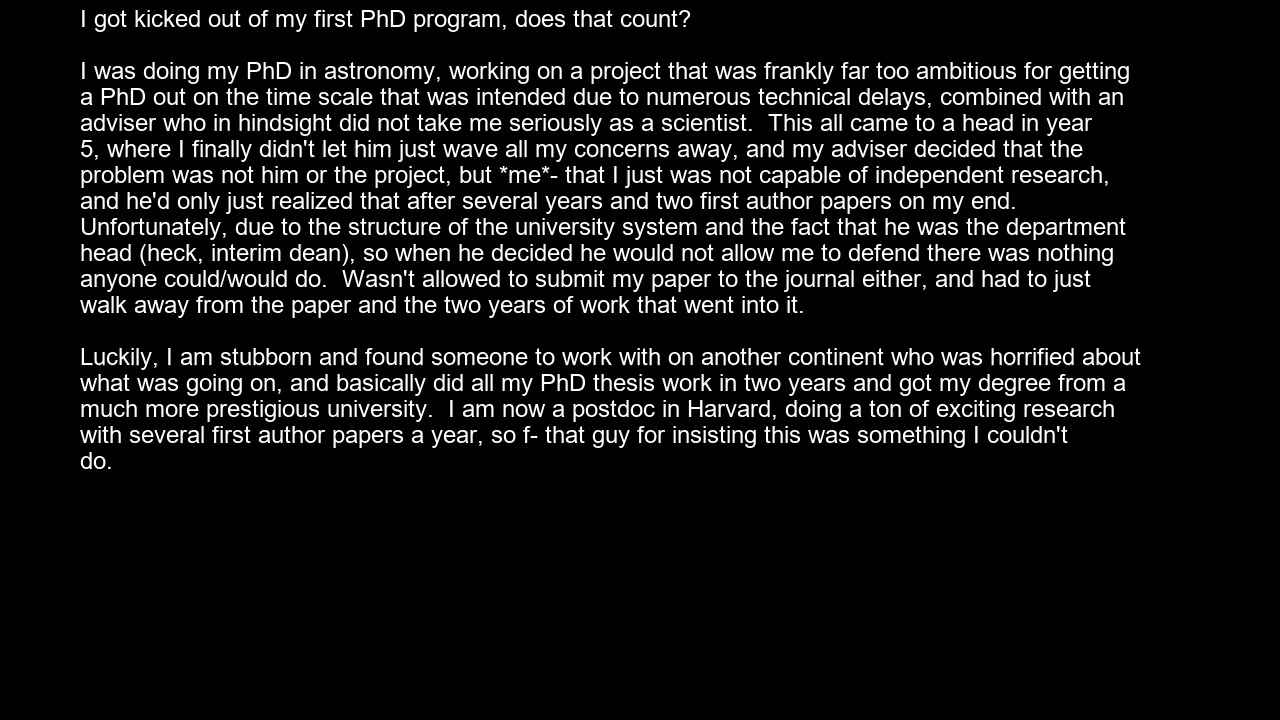 I got kicked out of my first PhD program, does that count?
I was doing my PhD in astronomy, working on a project that was frankly far too ambitious for getting
a PhD out on the time scale that was intended due to numerous technical delays, combined with an
adviser who in hindsight did not take me seriously as a scientist.  This all came to a head in year
5, where I finally didn't let him just wave all my concerns away, and my adviser decided that the
problem was not him or the project, but *me*- that I just was not capable of independent research,
and he'd only just realized that after several years and two first author papers on my end.
Unfortunately, due to the structure of the university system and the fact that he was the department
head (heck, interim dean), so when he decided he would not allow me to defend there was nothing
anyone could/would do.  Wasn't allowed to submit my paper to the journal either, and had to just
walk away from the paper and the two years of work that went into it.
Luckily, I am stubborn and found someone to work with on another continent who was horrified about
what was going on, and basically did all my PhD thesis work in two years and got my degree from a
much more prestigious university.  I am now a postdoc in Harvard, doing a ton of exciting research
with several first author papers a year, so f- that guy for insisting this was something I couldn't
do.